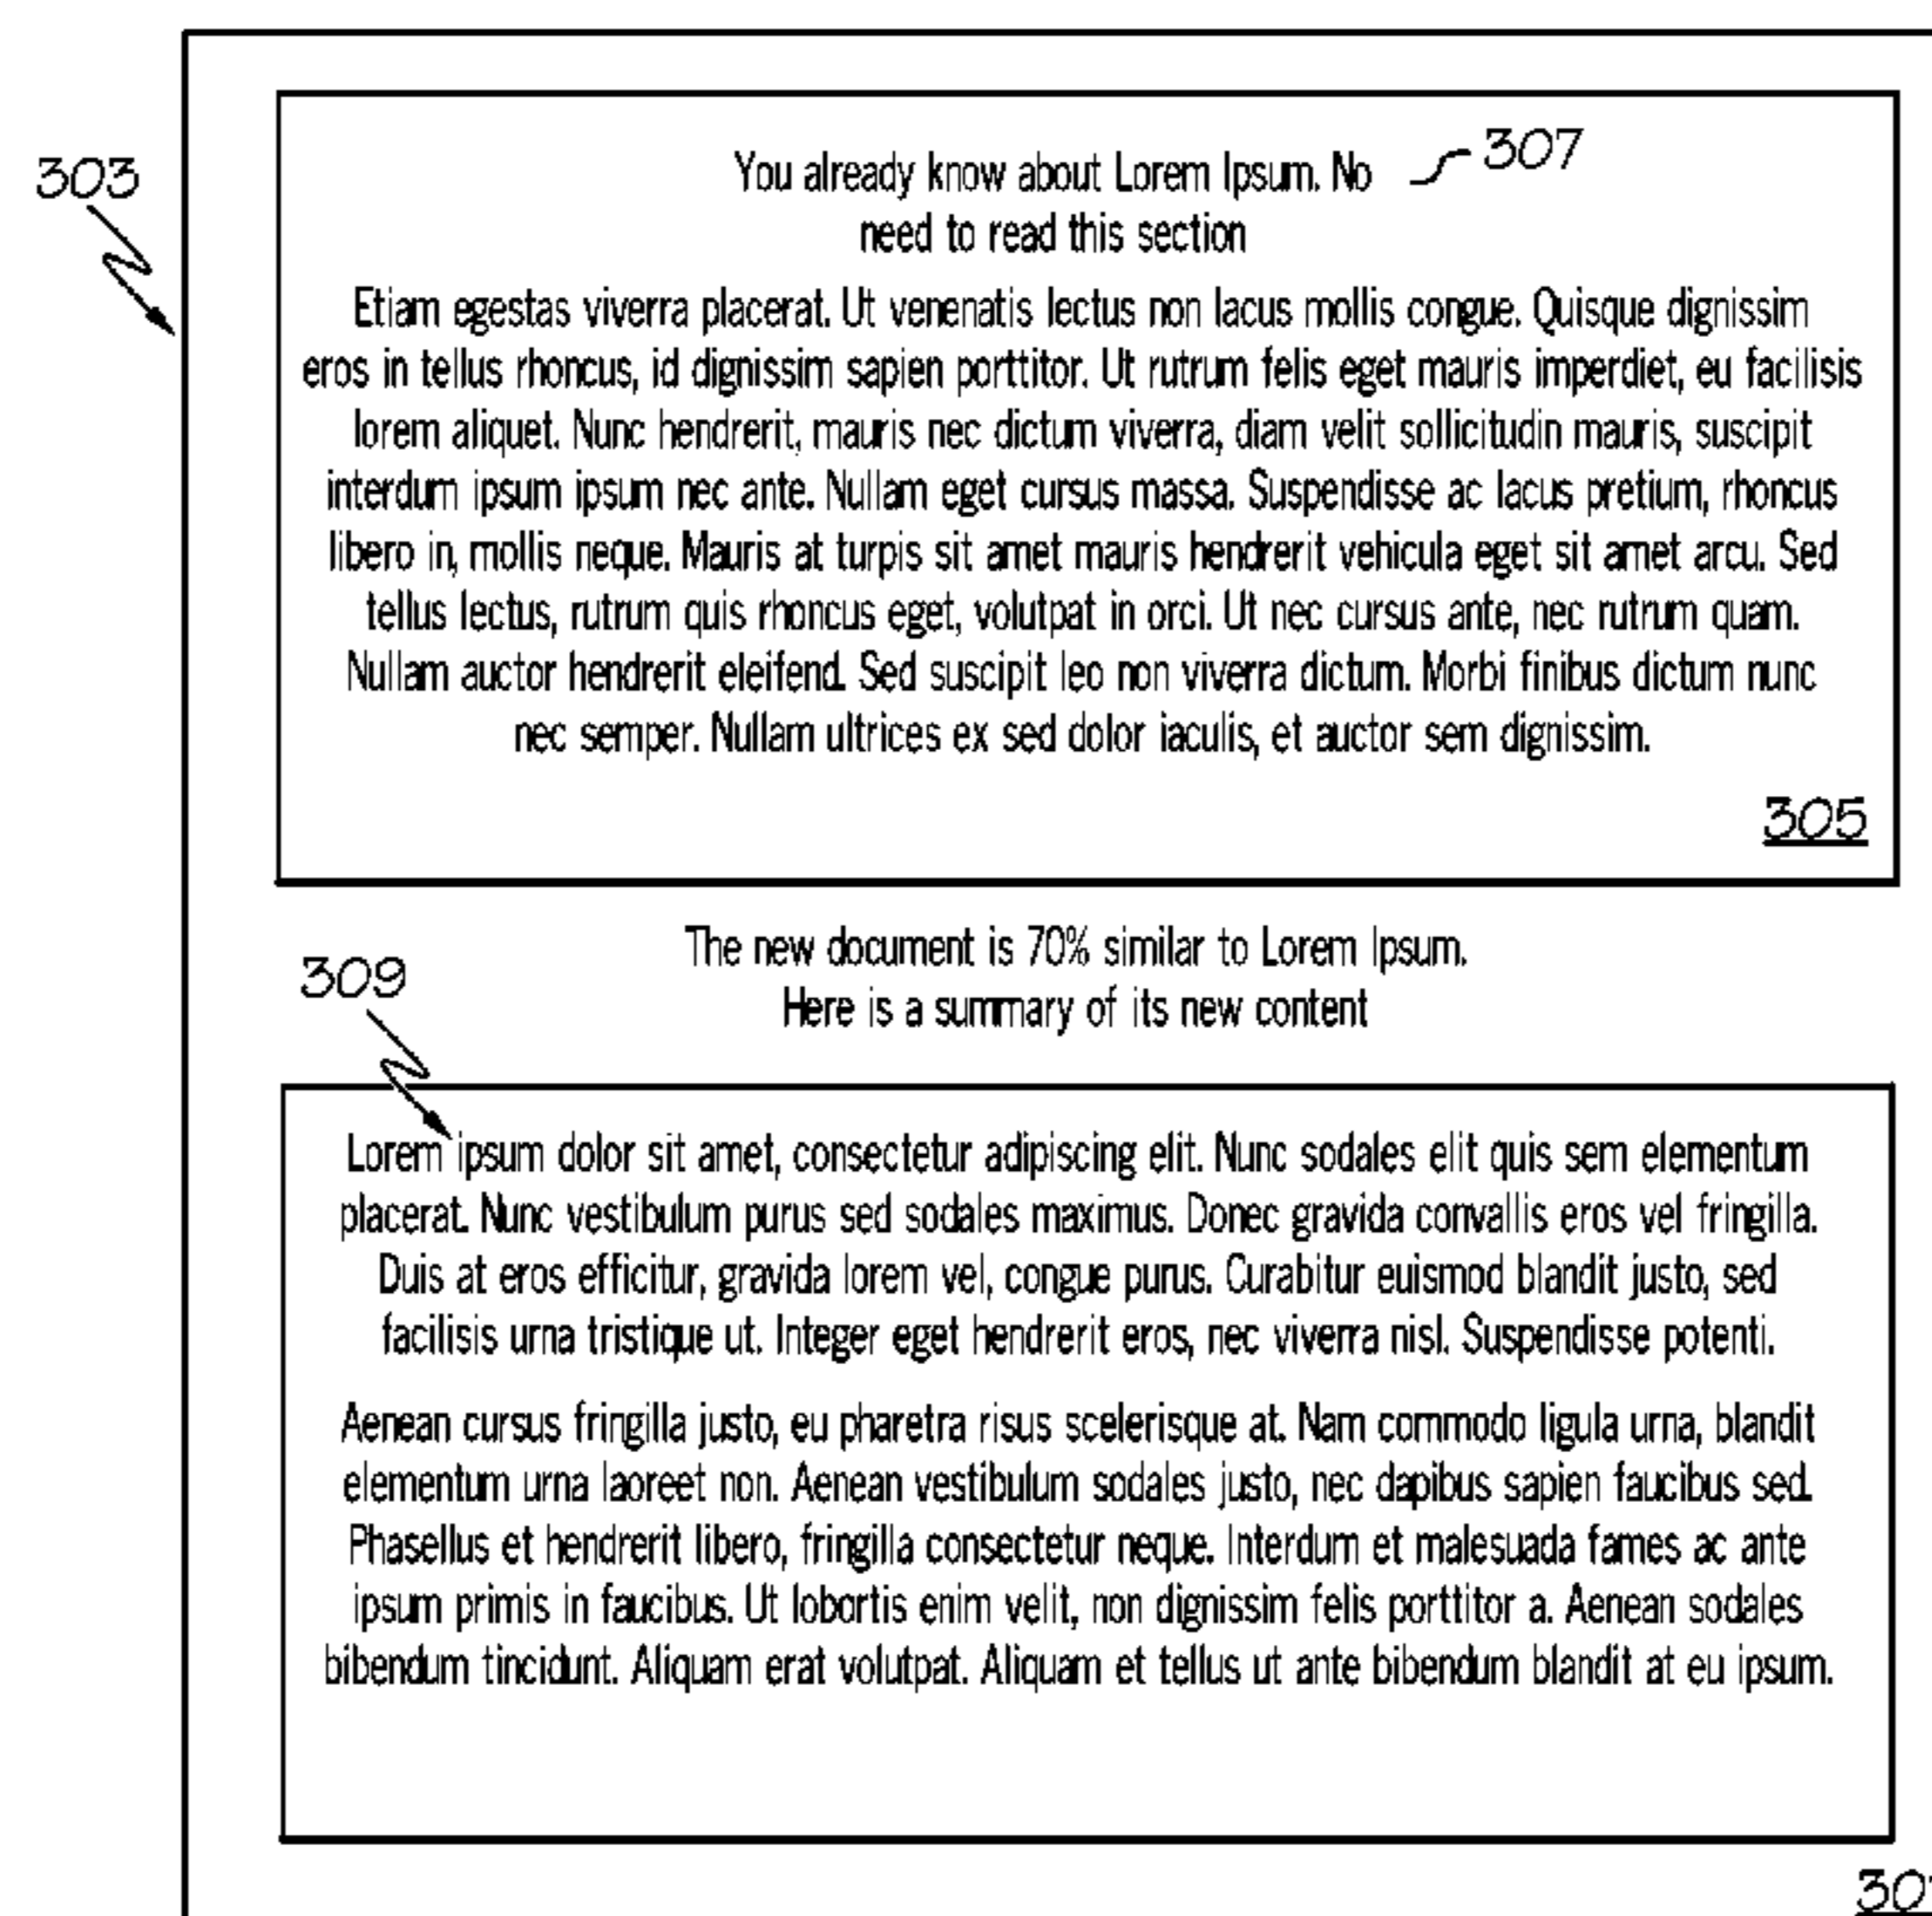 303
You already know about Lorem Ipsum. No
307
need to read this section
Etiam egestas viverra placerat. Ut venenatis lectus non lacus mollis congue. Quisque dignissim
eros in tellus rhoncus, id dignissim sapien porttitor. Ut rutrum felis eget mauris imperdiet, eu facilisis
lorem aliquet. Nunc hendrerit, mauris nec dictum viverra, diam velit sollicitudin mauris, suscipit
interdum ipsum ipsum nec ante. Nullam eget cursus massa. Suspendisse ac lacus pretium, rhoncus
libero in, mollis neque. Mauris at turpis sit amet mauris hendrerit vehicula eget sit amet arcu. Sed
tellus lectus, rutrum quis rhoncus eget, volutpat in orci. Ut nec cursus ante, nec rutrum quam.
Nullam auctor hendrerit eleifend. Sed suscipit leo non viverra dictum. Morbi finibus dictum nunc
nec semper. Nullam ultrices ex sed dolor iaculis, et auctor sem dignissim.
305
The new document is 70% similar to Lorem Ipsum.
Here is a summary of its new content
309
Lorem ipsum dolor sit amet, consectetur adipiscing elit. Nunc sodales elit quis sem elementum
placerat. Nunc vestibulum purus sed sodales maximus. Donec gravida convallis eros vel fringilla.
Duis at eros efficitur, gravida lorem vel, congue purus. Curabitur euismod blandit justo, sed
facilisis urna tristique ut. Integer eget hendrerit eros, nec viverra nisl. Suspendisse potenti.
Aenean cursus fringilla justo, eu pharetra risus scelerisque at. Nam commodo ligula urna, blandit
elementum urna laoreet non. Aenean vestibulum sodales justo, nec dapibus sapien faucibus sed.
Phasellus et hendrerit libero, fringilla consectetur neque. Interdum et malesuada fames ac ante
ipsum primis in faucibus. Ut lobortis enim velit, non dignissim felis porttitor a. Aenean sodales
bibendum tincidunt. Aliquam erat volutpat. Aliquam et tellus ut ante bibendum blandit at eu ipsum.